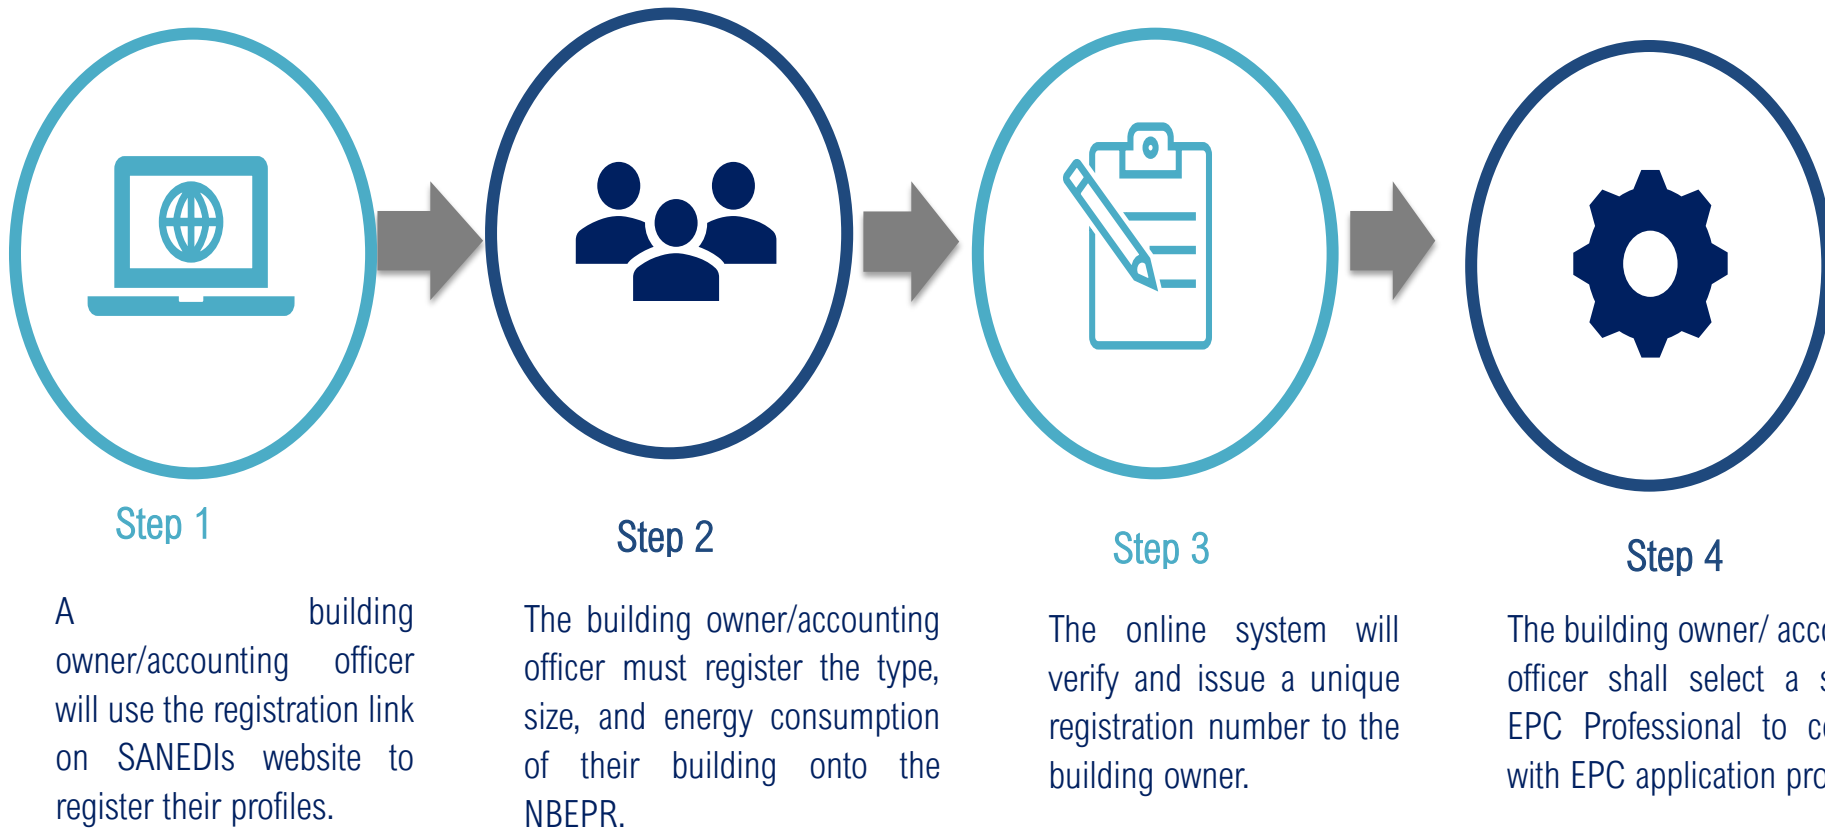 Step 1
A building
owner/accounting officer
will use the registration link
on SANEDIs website to
register their profiles.
Step 2
The building owner/accounting
officer must register the type,
size, and energy consumption
of their building onto the
NBEPR.
Step 3
The online system will
verify and issue a unique
registration number to the
building owner.
Step 4
The building owner/
officer shall select a
EPC Professional to
with EPC application